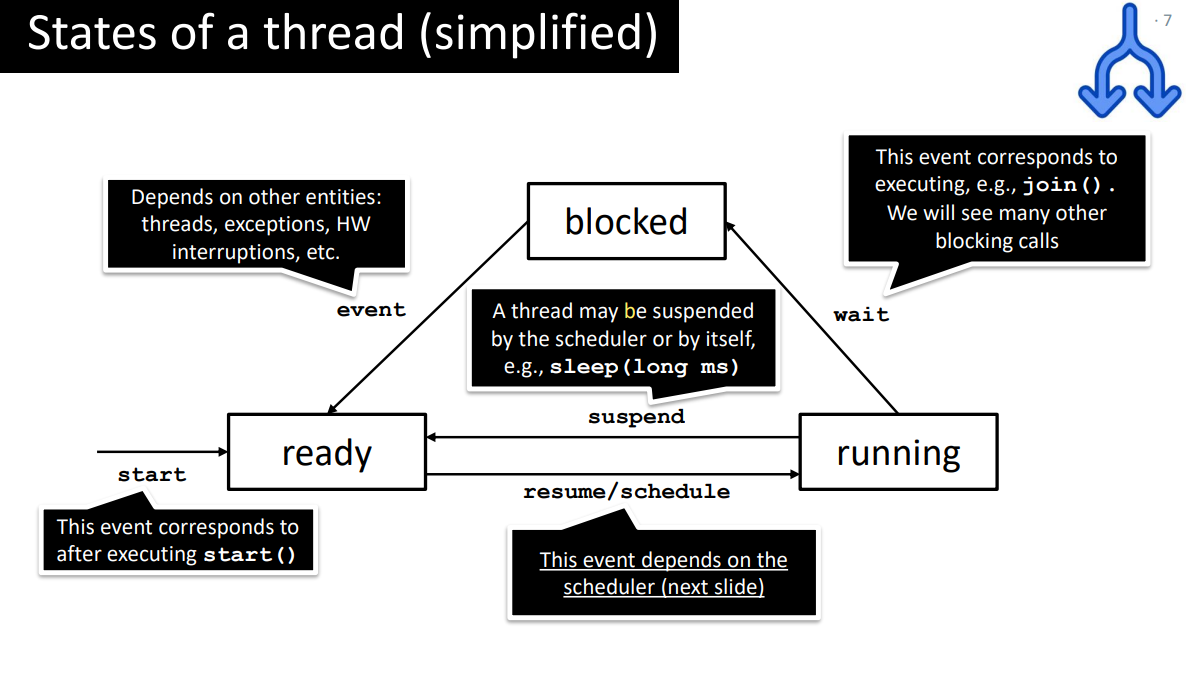 States of a thread (simplified)
· 7
This event corresponds to
executing, e.g., join().
We will see many other
blocking calls
Depends on other entities:
threads, exceptions, HW
interruptions, etc.
blocked
event
A thread may be suspended
by the scheduler or by itself,
e.g., sleep(long ms)
wait
suspend
ready
running
start
resume/schedule
This event corresponds to
after executing start()
This event depends on the
scheduler (next slide)